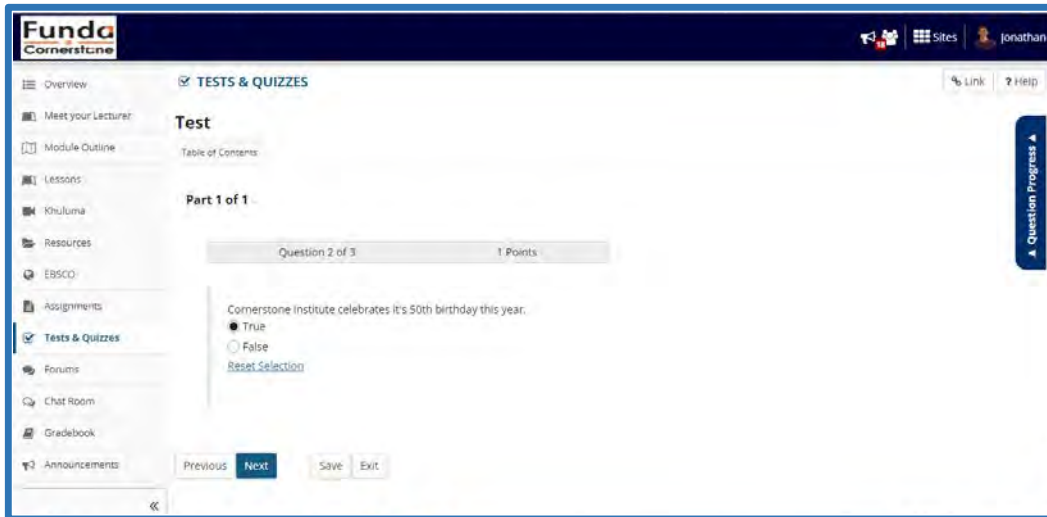 Funda
Cornerstone
18
Sites
Jonathan
Overview
Meet your Lecturer
Module Outline
Lessons
Khuluma
Resources
EBSCO
Assignments
Tests & Quizzes
Forums
Chat Room
Gradebook
Announcements
«
TESTS & QUIZZES
Link
? Help
Test
Table of Contents
Part 1 of 1
Question 2 of 3 1 Points
Cornerstone Institute celebrates it's 50th birthday this year.
True
False
Reset Selection
Previous Next Save Exit
▲ Question Progress ▲